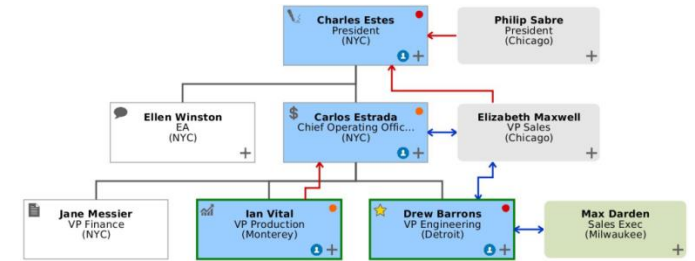 Charles Estes
President
(NYC)
Philip Sabre
President
(Chicago)
Ellen Winston
EA
(NYC)
Carlos Estrada
Chief Operating Offic...
(NYC)
Elizabeth Maxwell
VP Sales
(Chicago)
Jane Messier
VP Finance
(NYC)
Ian Vital
VP Production
(Monterey)
Drew Barrons
VP Engineering
(Detroit)
Max Darden
Sales Exec
(Milwaukee)